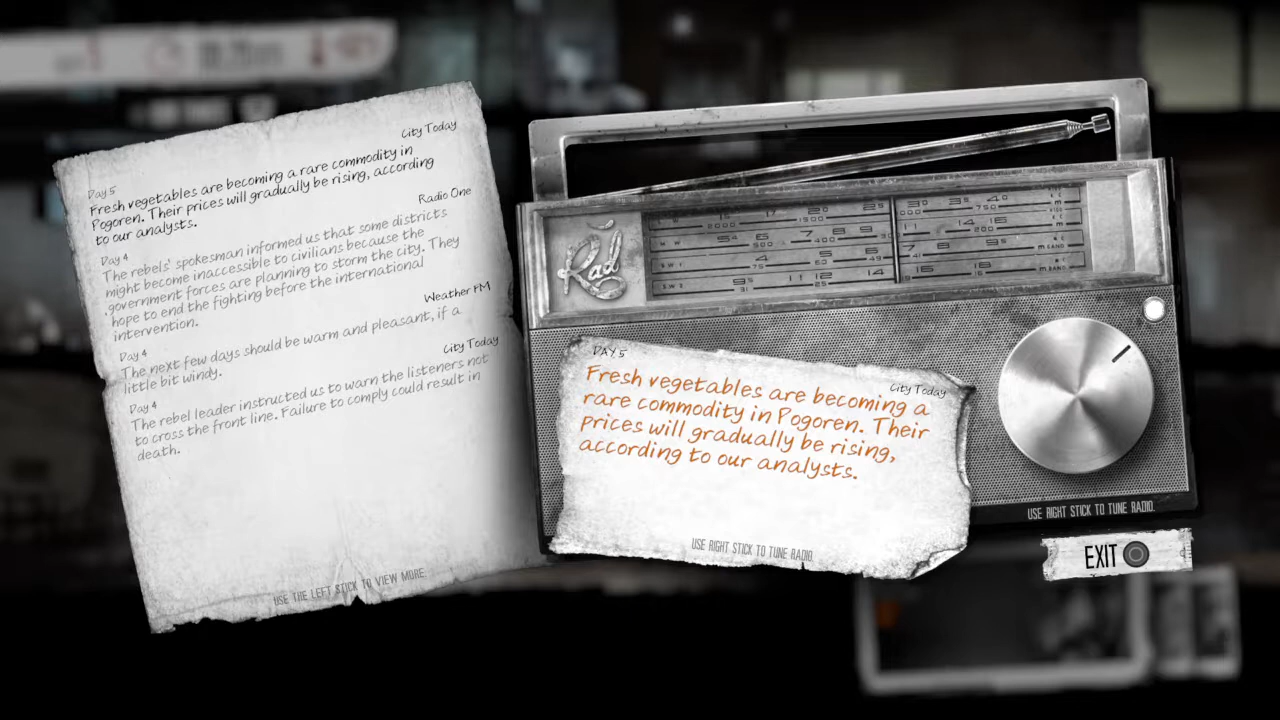 City Today
Day 5
Fresh vegetables are becoming a rare commodity in
Pogoren. Their prices will gradually be rising, according
to our analysts.
Radio One
Day 4
The rebels' spokesman informed us that some districts
might become inaccessible to civilians because the
government forces are planning to storm the city. They
hope to end the fighting before the international
intervention.
Weather FM
Day 4
The next few days should be warm and pleasant, if a
little bit windy.
City Today
Day 4
The rebel leader instructed us to warn the listeners not
to cross the front line. Failure to comply could result in
death.
USE THE LEFT STICK TO VIEW MORE.
Rad
DAY 5
City Today
Fresh vegetables are becoming a
rare commodity in Pogoren. Their
prices will gradually be rising,
according to our analysts.
USE RIGHT STICK TO TUNE RADIO.
USE RIGHT STICK TO TUNE RADIO.
EXIT